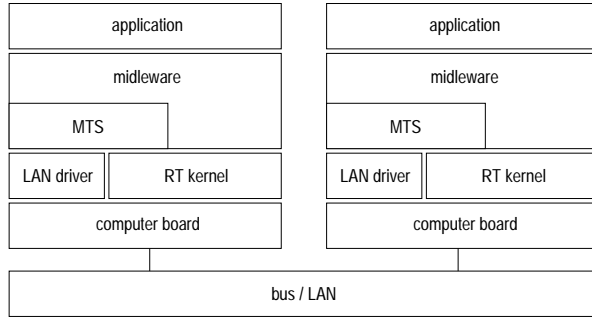 application
application
midleware
midleware
MTS
MTS
LAN driver
RT kernel
LAN driver
RT kernel
computer board
computer board
bus / LAN